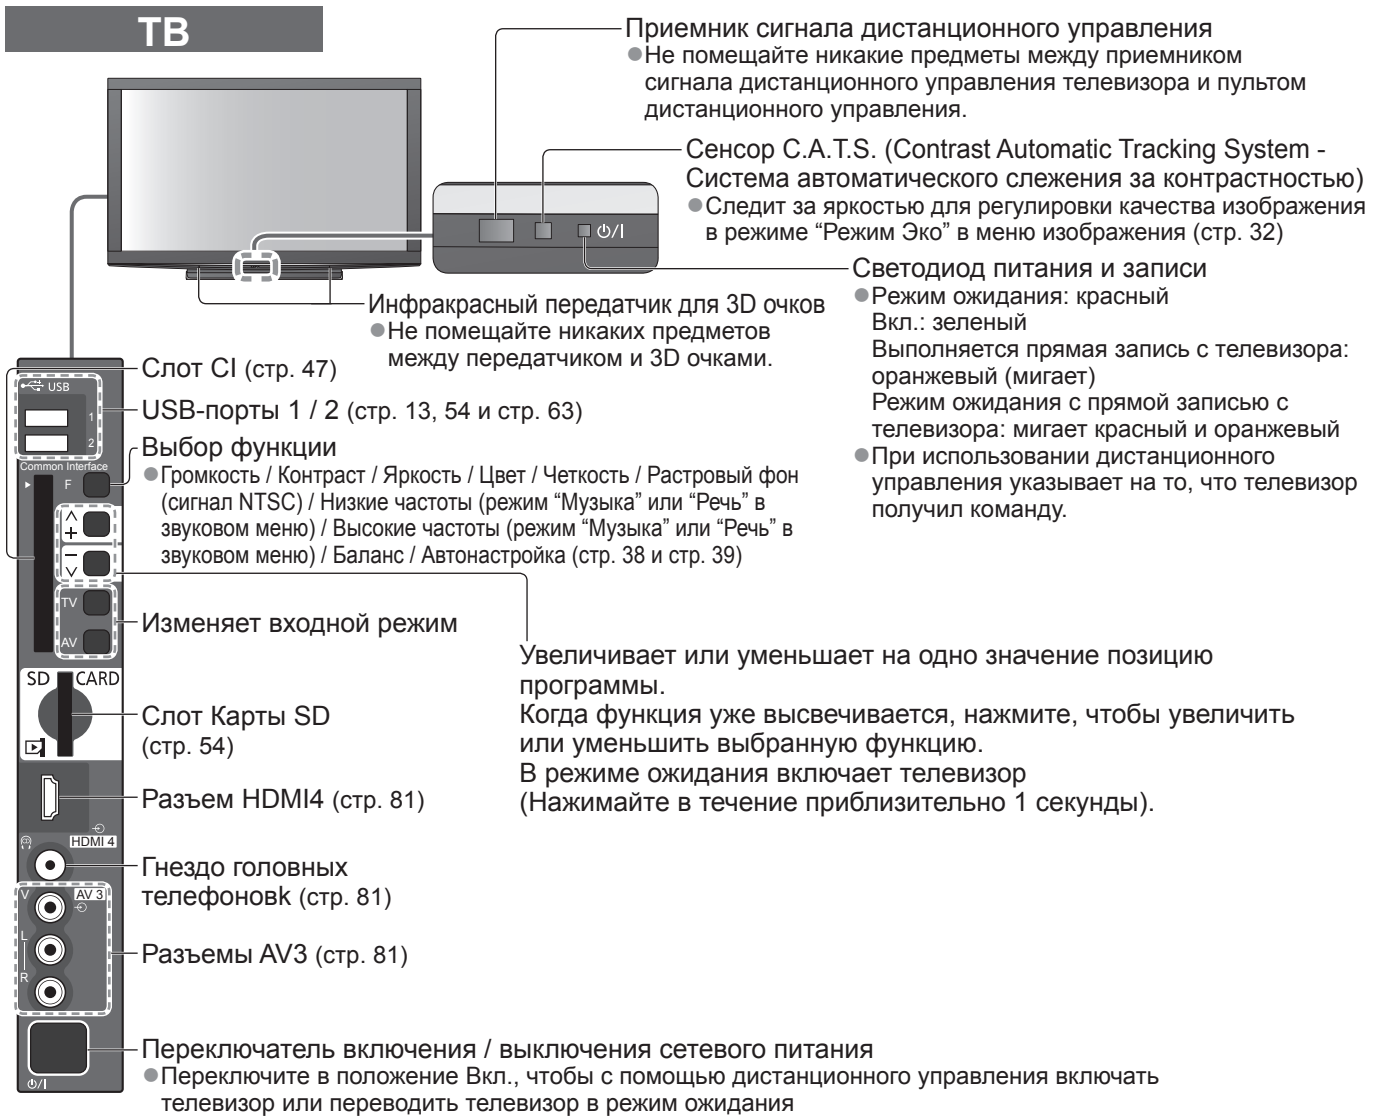 ТВ
Приемник сигнала дистанционного управления
●Не помещайте никакие предметы между приемником
сигнала дистанционного управления телевизора и пультом
дистанционного управления.
Сенсор C.A.T.S. (Contrast Automatic Tracking System -
Система автоматического слежения за контрастностью)
●Следит за яркостью для регулировки качества изображения
в режиме “Режим Эко” в меню изображения (стр. 32)
⏻/I
Светодиод питания и записи
●Режим ожидания: красный
Вкл.: зеленый
Выполняется прямая запись с телевизора:
оранжевый (мигает)
Режим ожидания с прямой записью с
телевизора: мигает красный и оранжевый
●При использовании дистанционного
управления указывает на то, что телевизор
получил команду.
Инфракрасный передатчик для 3D очков
●Не помещайте никаких предметов
между передатчиком и 3D очками.
Слот CI (стр. 47)
USB-порты 1 / 2 (стр. 13, 54 и стр. 63)
Выбор функции
●Громкость / Контраст / Яркость / Цвет / Четкость / Растровый фон
(сигнал NTSC) / Низкие частоты (режим “Музыка” или “Речь” в
звуковом меню) / Высокие частоты (режим “Музыка” или “Речь” в
звуковом меню) / Баланс / Автонастройка (стр. 38 и стр. 39)
Изменяет входной режим
Увеличивает или уменьшает на одно значение позицию
программы.
Когда функция уже высвечивается, нажмите, чтобы увеличить
или уменьшить выбранную функцию.
В режиме ожидания включает телевизор
(Нажимайте в течение приблизительно 1 секунды).
Слот Карты SD
(стр. 54)
Разъем HDMI4 (стр. 81)
Гнездо головных
телефоновk (стр. 81)
Разъемы AV3 (стр. 81)
Переключатель включения / выключения сетевого питания
●Переключите в положение Вкл., чтобы с помощью дистанционного управления включать
телевизор или переводить телевизор в режим ожидания
USB
1
2
Common Interface
F
+
−
TV
AV
SD CARD
HDMI 4
V AV 3
L
R
⏻/I